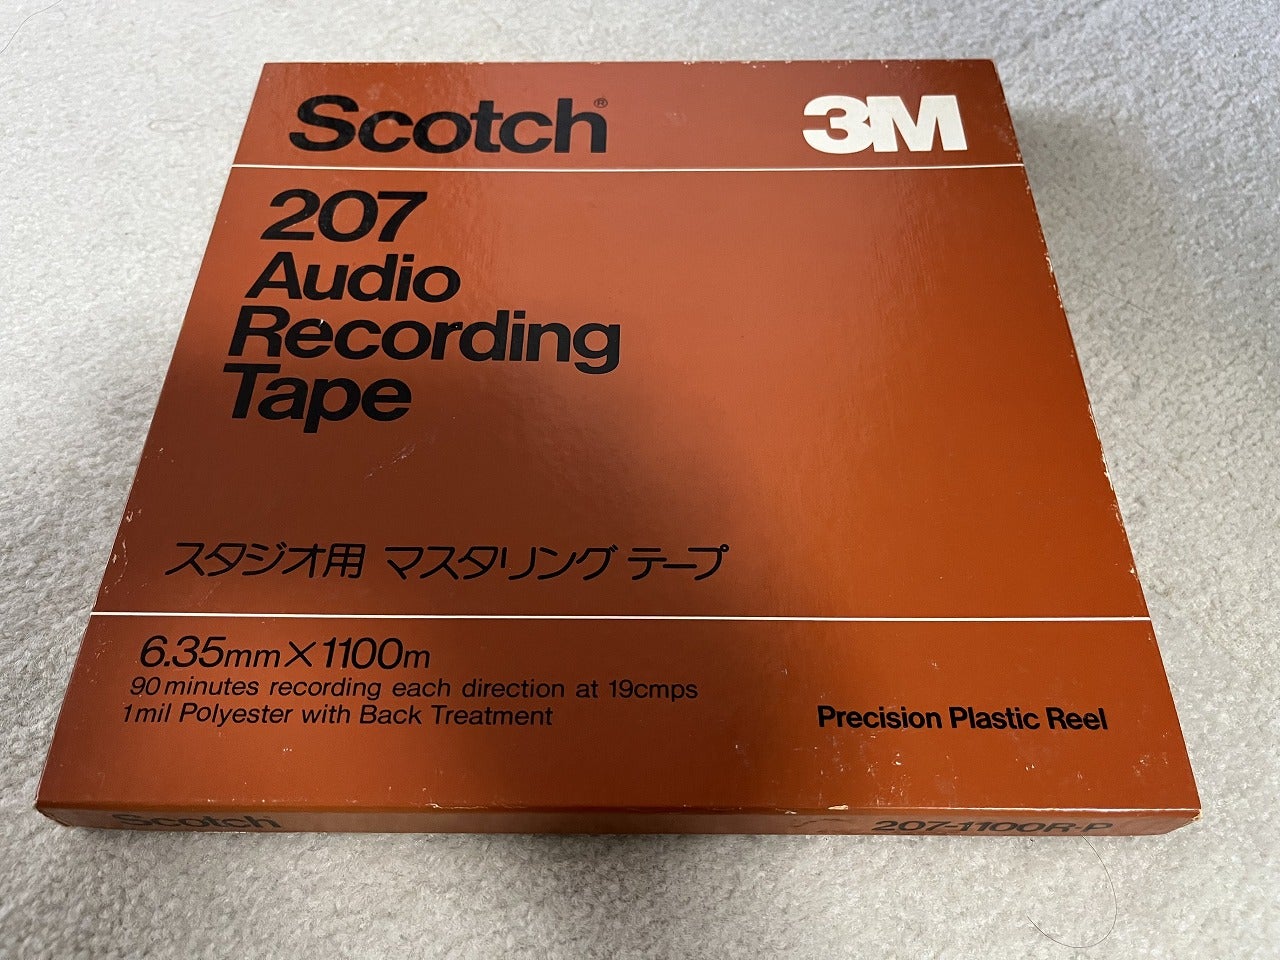 Scotch®
3M
207
Audio
Recording
Tape
スタジオ用 マスタリング テープ
6.35mm×1100m
90 minutes recording each direction at 19cmps
1 mil Polyester with Back Treatment
Precision Plastic Reel
Scotch
207-1100R·P